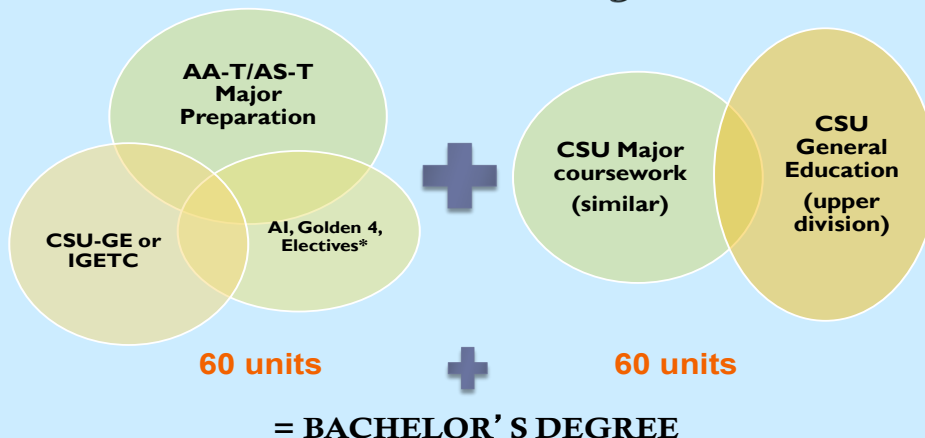 AA-T/AS-T
Major
Preparation
CSU-GE or
IGETC
AI, Golden 4,
Electives*
CSU Major
coursework
(similar)
CSU
General
Education
(upper
division)
60 units
60 units
= BACHELOR’ S DEGREE